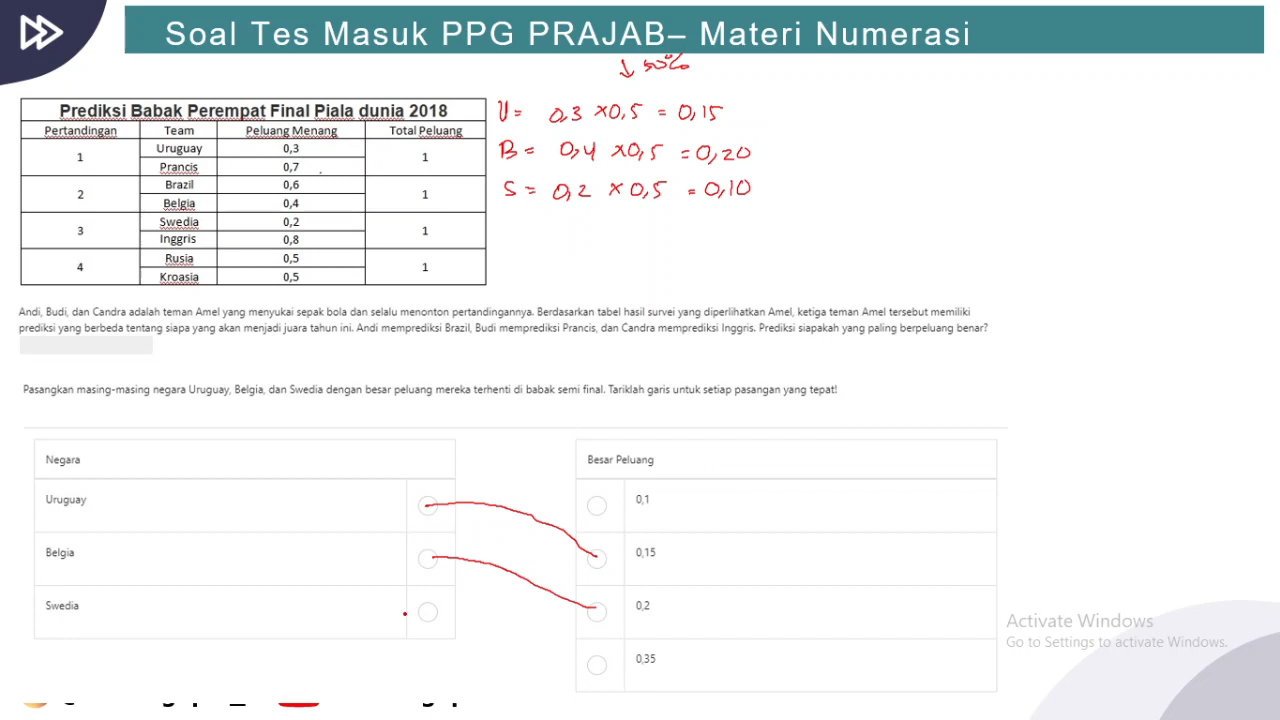 Soal Tes Masuk PPG PRAJAB– Materi Numerasi
↓ 50%
Prediksi Babak Perempat Final Piala dunia 2018
Pertandingan Team Peluang Menang Total Peluang
1 Uruguay 0,3 1
Prancis 0,7
2 Brazil 0,6 1
Belgia 0,4
3 Swedia 0,2 1
Inggris 0,8
4 Rusia 0,5 1
Kroasia 0,5
U = 0,3 x 0,5 = 0,15
B = 0,4 x 0,5 = 0,20
S = 0,2 x 0,5 = 0,10
Andi, Budi, dan Candra adalah teman Amel yang menyukai sepak bola dan selalu menonton pertandingannya. Berdasarkan tabel hasil survei yang diperlihatkan Amel, ketiga teman Amel tersebut memiliki
prediksi yang berbeda tentang siapa yang akan menjadi juara tahun ini. Andi memprediksi Brazil, Budi memprediksi Prancis, dan Candra memprediksi Inggris. Prediksi siapakah yang paling berpeluang benar?
Pasangkan masing-masing negara Uruguay, Belgia, dan Swedia dengan besar peluang mereka terhenti di babak semi final. Tariklah garis untuk setiap pasangan yang tepat!
Negara
Uruguay
Belgia
Swedia
Besar Peluang
0,1
0,15
0,2
0,35
Activate Windows
Go to Settings to activate Windows.